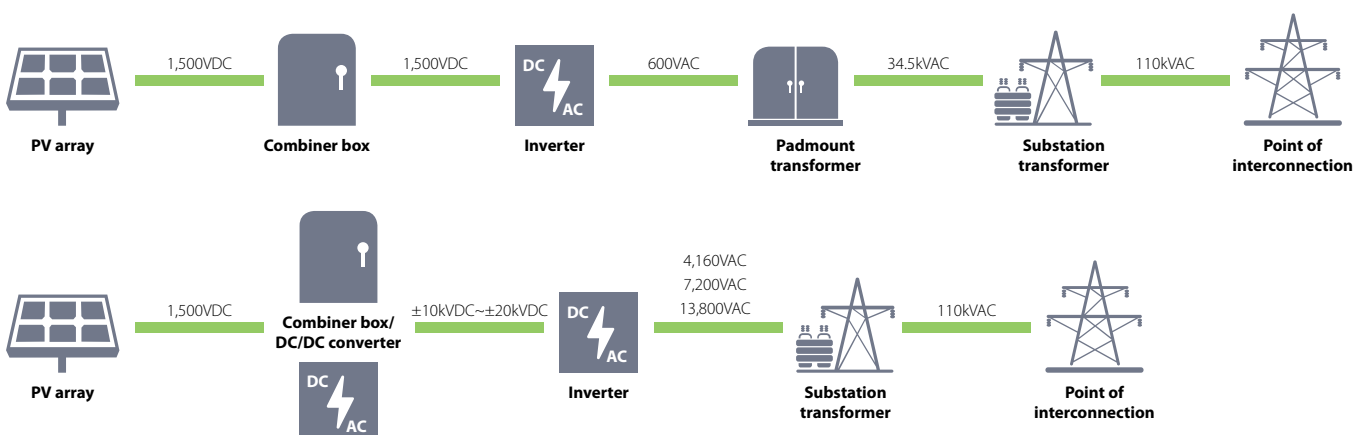 1,500VDC
1,500VDC
600VAC
34.5kVAC
110kVAC
DC
AC
PV array
Combiner box
Inverter
Padmount
transformer
Substation
transformer
Point of
interconnection
1,500VDC
±10kVDC~±20kVDC
4,160VAC
7,200VAC
13,800VAC
110kVAC
DC
AC
PV array
Combiner box/
DC/DC converter
DC
AC
Inverter
Substation
transformer
Point of
interconnection